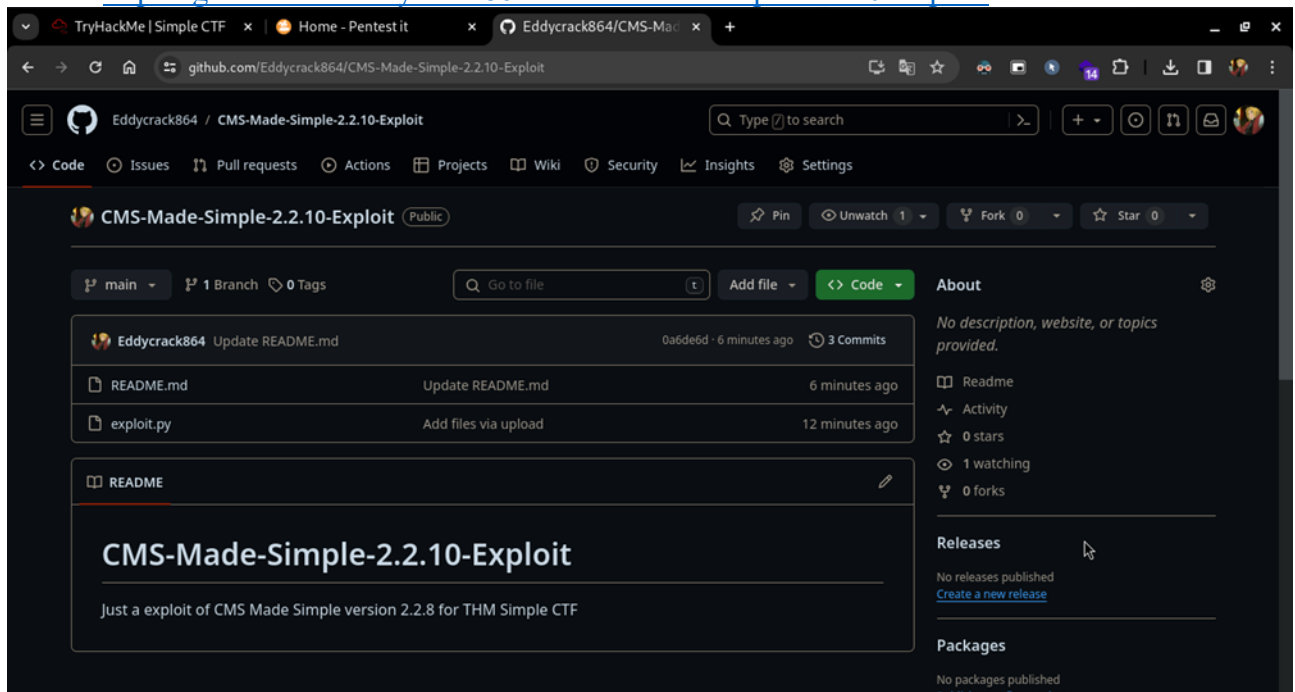 TryHackMe | Simple CTF
Home - Pentest it
Eddycrack864/CMS-Mad
github.com/Eddycrack864/CMS-Made-Simple-2.2.10-Exploit
14
Eddycrack864 / CMS-Made-Simple-2.2.10-Exploit
Type / to search
Code Issues Pull requests Actions Projects Wiki Security Insights Settings
CMS-Made-Simple-2.2.10-Exploit Public
Pin Unwatch 1 Fork 0 Star 0
main 1 Branch 0 Tags
Go to file t
Add file Code
Eddycrack864 Update README.md 0a6de6d · 6 minutes ago 3 Commits
README.md Update README.md 6 minutes ago
exploit.py Add files via upload 12 minutes ago
README
CMS-Made-Simple-2.2.10-Exploit
Just a exploit of CMS Made Simple version 2.2.8 for THM Simple CTF
About
No description, website, or topics
provided.
Readme
Activity
0 stars
1 watching
0 forks
Releases
No releases published
Create a new release
Packages
No packages published